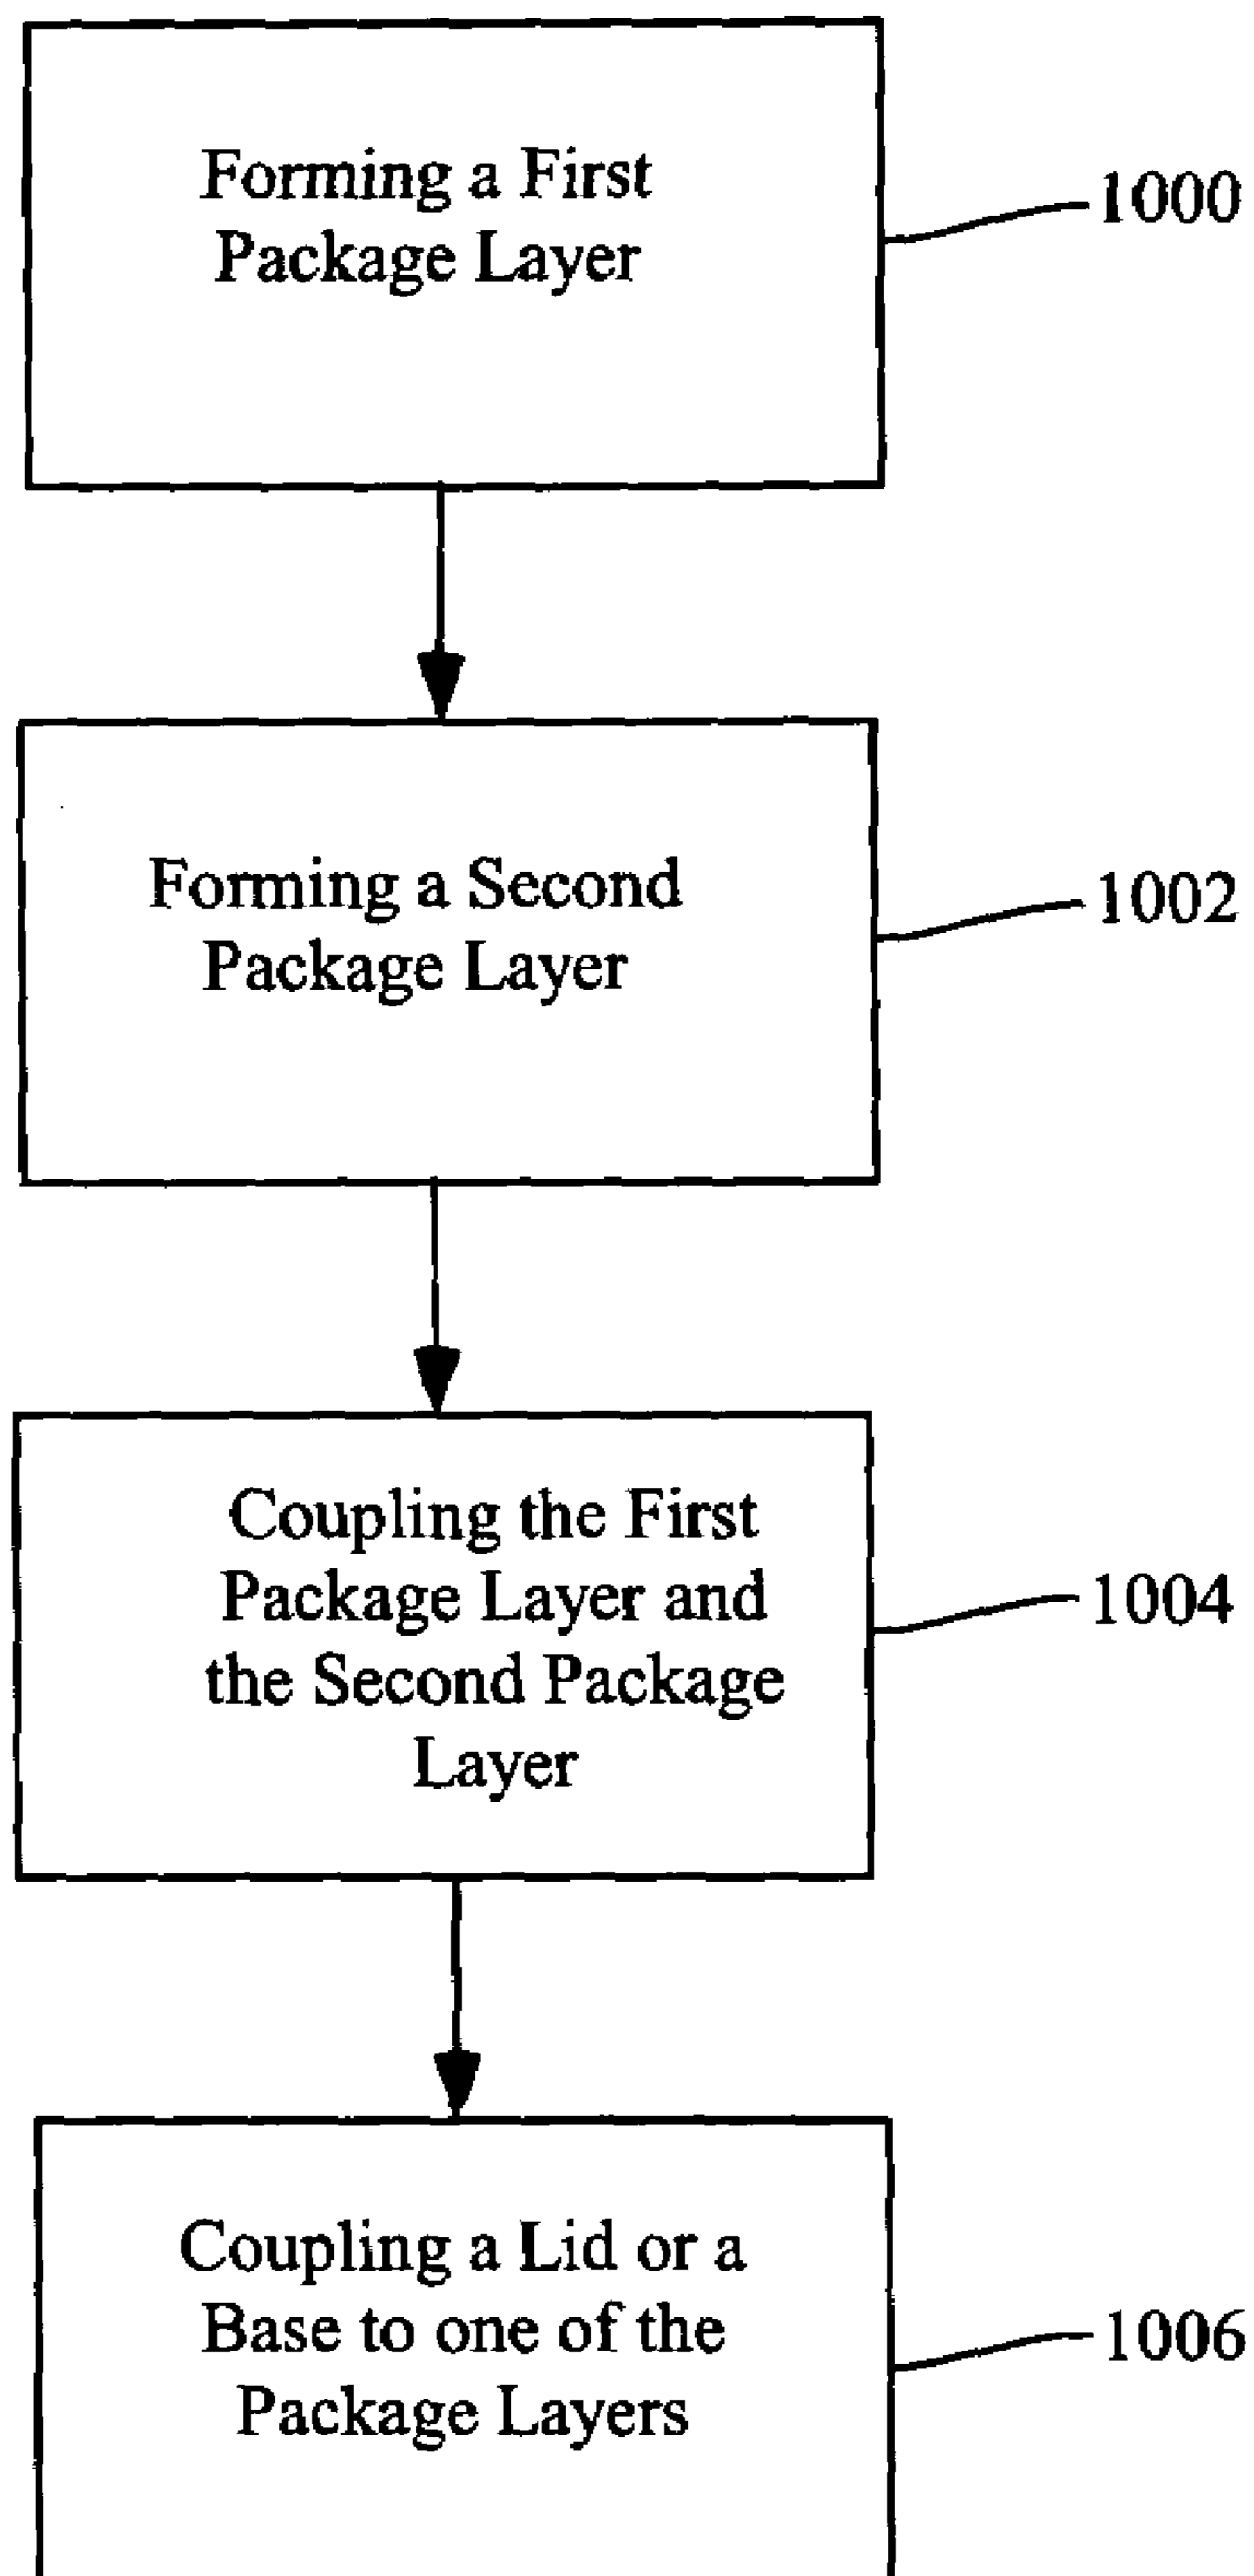 Forming a First
Package Layer
1000
Forming a Second
Package Layer
1002
Coupling the First
Package Layer and
the Second Package
Layer
1004
Coupling a Lid or a
Base to one of the
Package Layers
1006